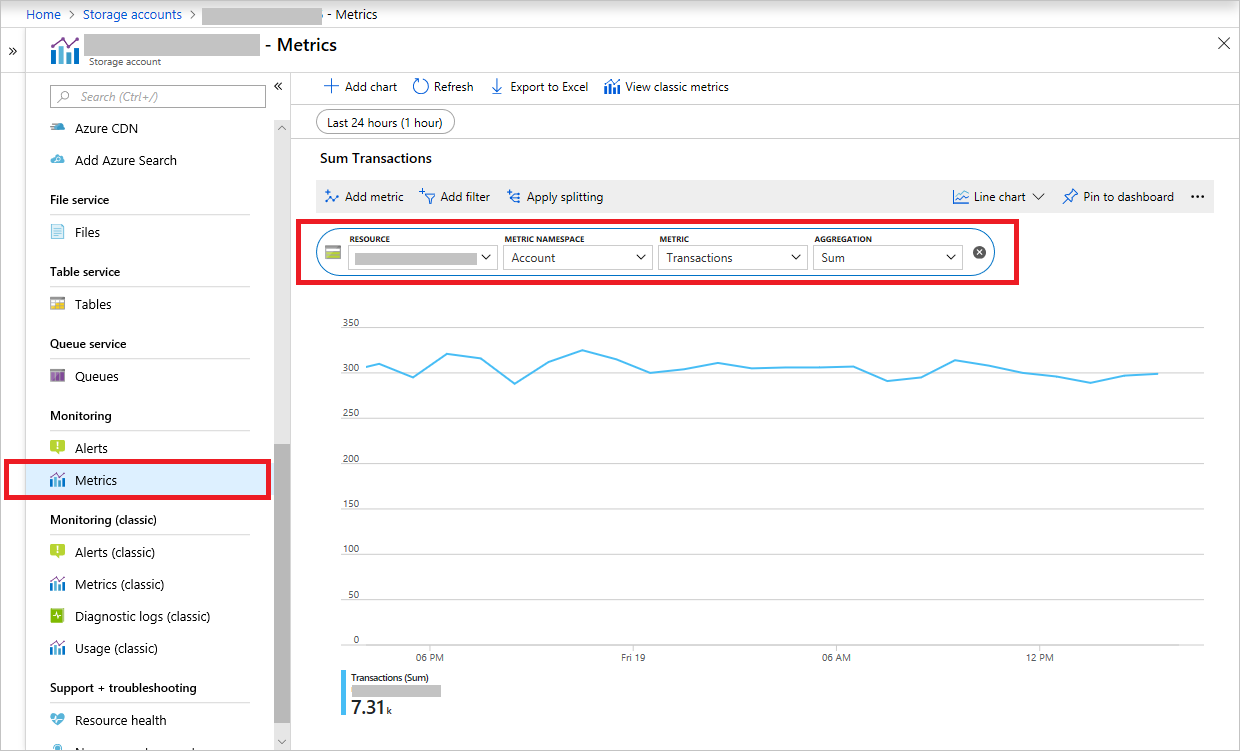 Home > Storage accounts > - Metrics
»
- Metrics
Storage account
«
Search (Ctrl+/)
Azure CDN
Add Azure Search
File service
Files
Table service
Tables
Queue service
Queues
Monitoring
Alerts
Metrics
Monitoring (classic)
Alerts (classic)
Metrics (classic)
Diagnostic logs (classic)
Usage (classic)
Support + troubleshooting
Resource health
Add chart Refresh Export to Excel View classic metrics
Last 24 hours (1 hour)
Sum Transactions
Add metric Add filter Apply splitting Line chart Pin to dashboard ...
RESOURCE METRIC NAMESPACE METRIC AGGREGATION
Account Transactions Sum
350
300
250
200
150
100
50
0
06 PM Fri 19 06 AM 12 PM
Transactions (Sum)
7.31 k